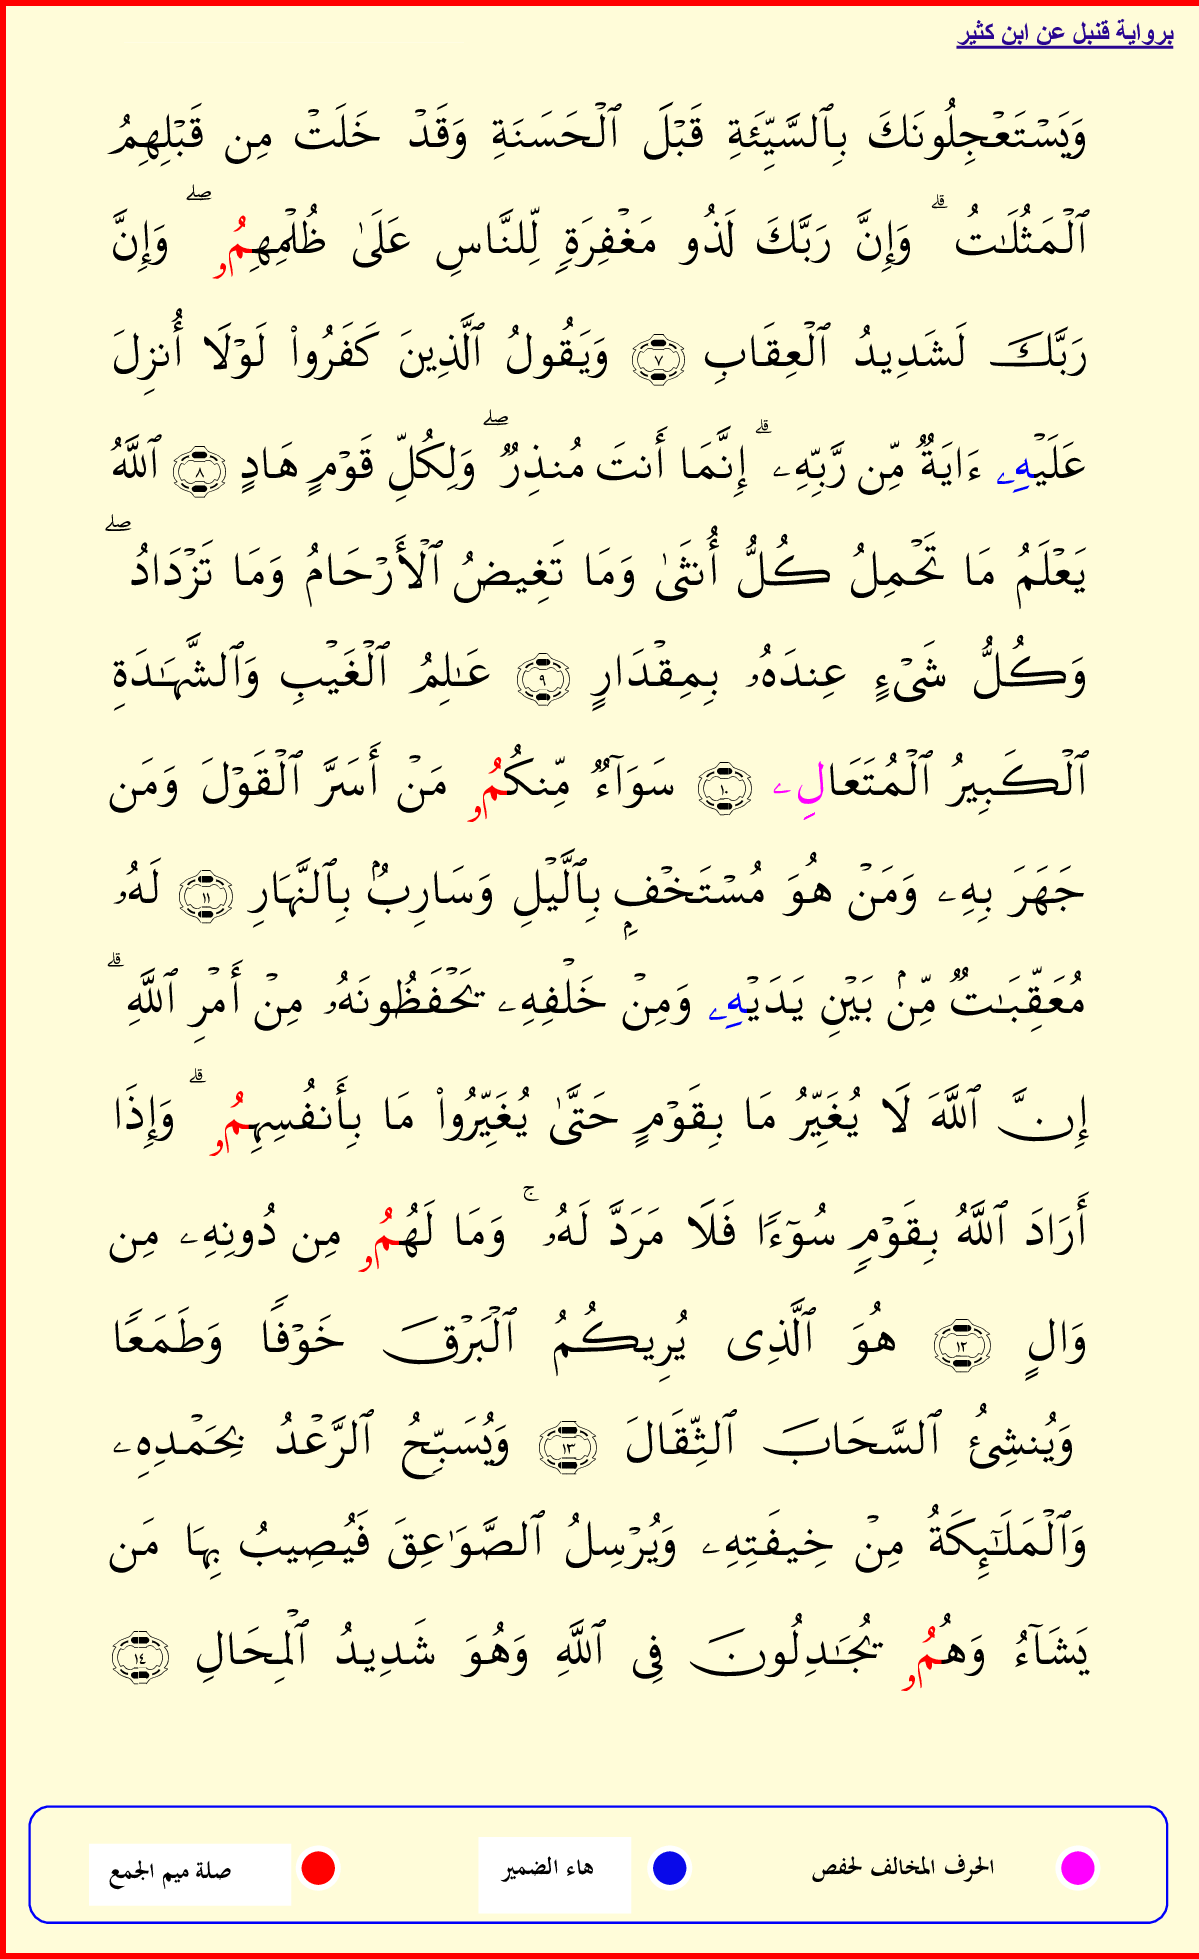 برواية قنبل عن ابن كثير
وَيَسْتَعْجِلُونَكَ بِٱلسَّيِّئَةِ قَبْلَ ٱلْحَسَنَةِ وَقَدْ خَلَتْ مِن قَبْلِهِمُ
ٱلْمَثُلَـٰتُ ۗ وَإِنَّ رَبَّكَ لَذُو مَغْفِرَةٍ لِّلنَّاسِ عَلَىٰ ظُلْمِهِمُۥ ۖ وَإِنَّ
رَبَّكَ لَشَدِيدُ ٱلْعِقَابِ ٧ وَيَقُولُ ٱلَّذِينَ كَفَرُوا۟ لَوْلَا أُنزِلَ
عَلَيْهِۦ ءَايَةٌ مِّن رَّبِّهِۦ ۗ إِنَّمَا أَنتَ مُنذِرٌ ۖ وَلِكُلِّ قَوْمٍ هَادٍ ٨ ٱللَّهُ
يَعْلَمُ مَا تَحْمِلُ كُلُّ أُنثَىٰ وَمَا تَغِيضُ ٱلْأَرْحَامُ وَمَا تَزْدَادُ ۖ
وَكُلُّ شَىْءٍ عِندَهُۥ بِمِقْدَارٍ ٩ عَـٰلِمُ ٱلْغَيْبِ وَٱلشَّهَـٰدَةِ
ٱلْكَبِيرُ ٱلْمُتَعَالِۦ ١٠ سَوَآءٌ مِّنكُمُۥ مَنْ أَسَرَّ ٱلْقَوْلَ وَمَن
جَهَرَ بِهِۦ وَمَنْ هُوَ مُسْتَخْفٍۭ بِٱلَّيْلِ وَسَارِبٌۢ بِٱلنَّهَارِ ١١ لَهُۥ
مُعَقِّبَـٰتٌ مِّنۢ بَيْنِ يَدَيْهِۦ وَمِنْ خَلْفِهِۦ يَحْفَظُونَهُۥ مِنْ أَمْرِ ٱللَّهِ ۗ
إِنَّ ٱللَّهَ لَا يُغَيِّرُ مَا بِقَوْمٍ حَتَّىٰ يُغَيِّرُوا۟ مَا بِأَنفُسِهِمُۥ ۗ وَإِذَا
أَرَادَ ٱللَّهُ بِقَوْمٍ سُوٓءًا فَلَا مَرَدَّ لَهُۥ ۚ وَمَا لَهُمُۥ مِن دُونِهِۦ مِن
وَالٍ ١٢ هُوَ ٱلَّذِى يُرِيكُمُ ٱلْبَرْقَ خَوْفًا وَطَمَعًا
وَيُنشِئُ ٱلسَّحَابَ ٱلثِّقَالَ ١٣ وَيُسَبِّحُ ٱلرَّعْدُ بِحَمْدِهِۦ
وَٱلْمَلَـٰٓئِكَةُ مِنْ خِيفَتِهِۦ وَيُرْسِلُ ٱلصَّوَٰعِقَ فَيُصِيبُ بِهَا مَن
يَشَآءُ وَهُمُۥ يُجَـٰدِلُونَ فِى ٱللَّهِ وَهُوَ شَدِيدُ ٱلْمِحَالِ ١٤
الحرف المخالف لحفص هاء الضمير صلة ميم الجمع